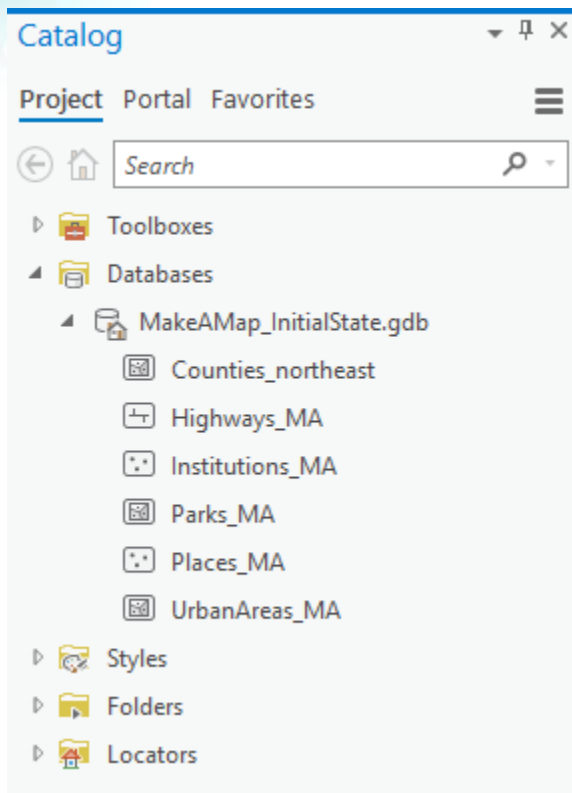 Catalog
Project Portal Favorites
Search
Toolboxes
Databases
MakeAMap_InitialState.gdb
Counties_northeast
Highways_MA
Institutions_MA
Parks_MA
Places_MA
UrbanAreas_MA
Styles
Folders
Locators